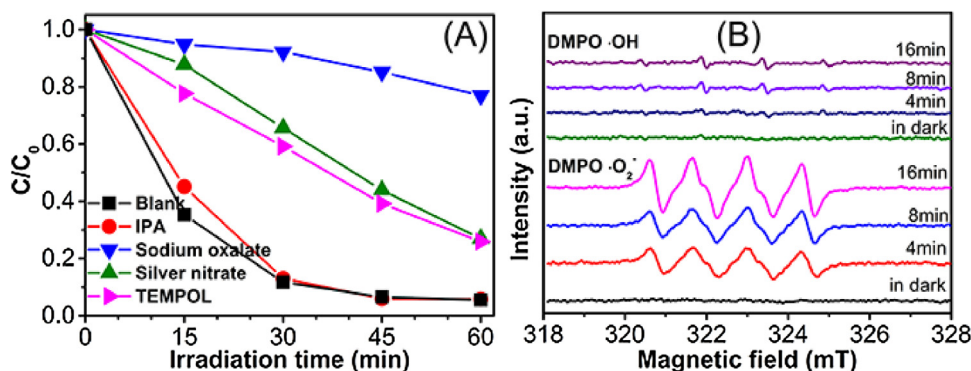 (A)
C/C0
1.0
0.8
0.6
0.4
0.2
0.0
Blank
IPA
Sodium oxalate
Silver nitrate
TEMPOL
0 15 30 45 60
Irradiation time (min)
(B)
Intensity (a.u.)
DMPO ·OH
16min
8min
4min
in dark
DMPO ·O2-
16min
8min
4min
in dark
318 320 322 324 326 328
Magnetic field (mT)